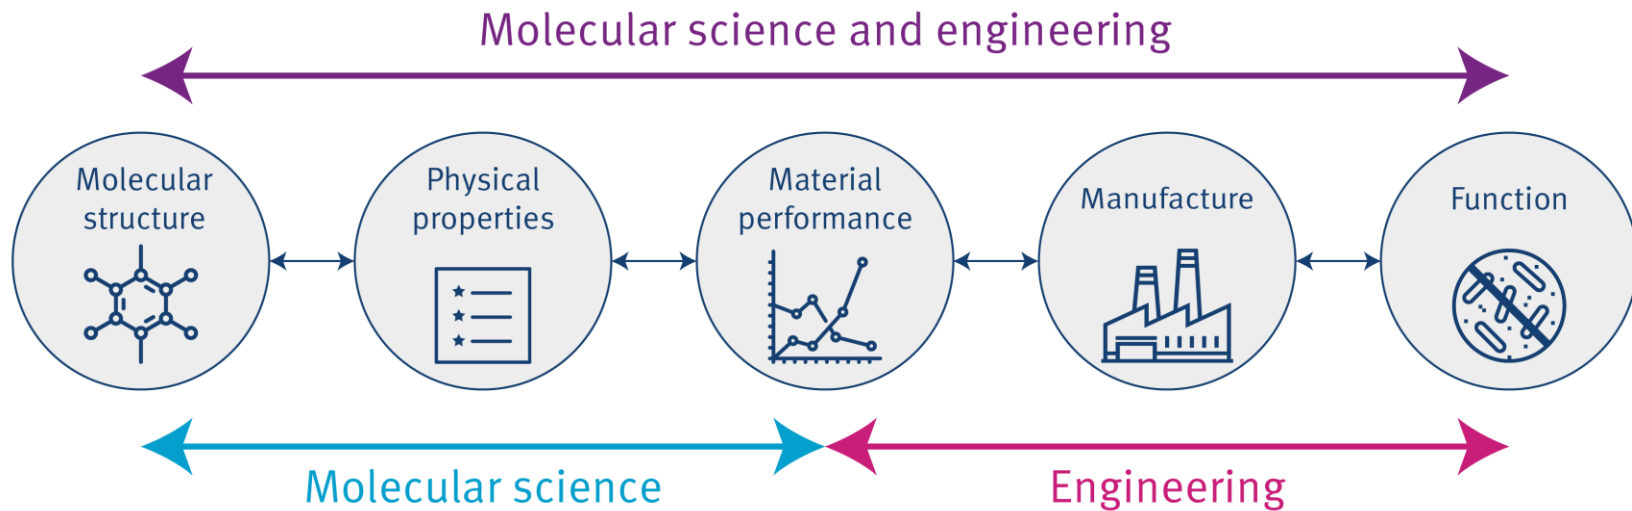 Molecular science and engineering
Molecular
structure
Physical
properties
Material
performance
Manufacture
Function
Molecular science
Engineering